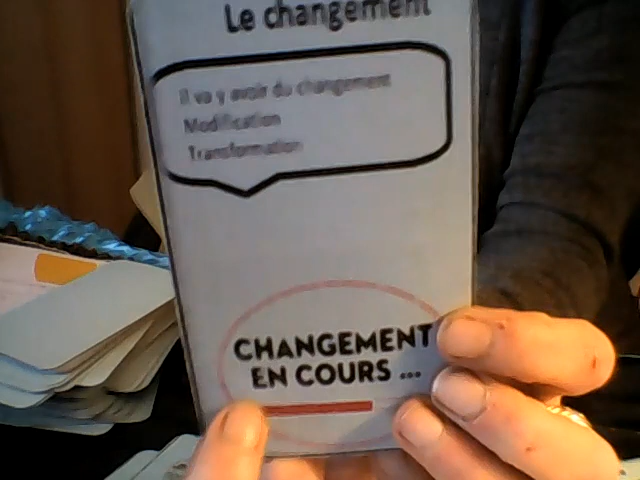 Le changement
Il va y avoir du changement
Modification
Transformation
CHANGEMENT
EN COURS ...